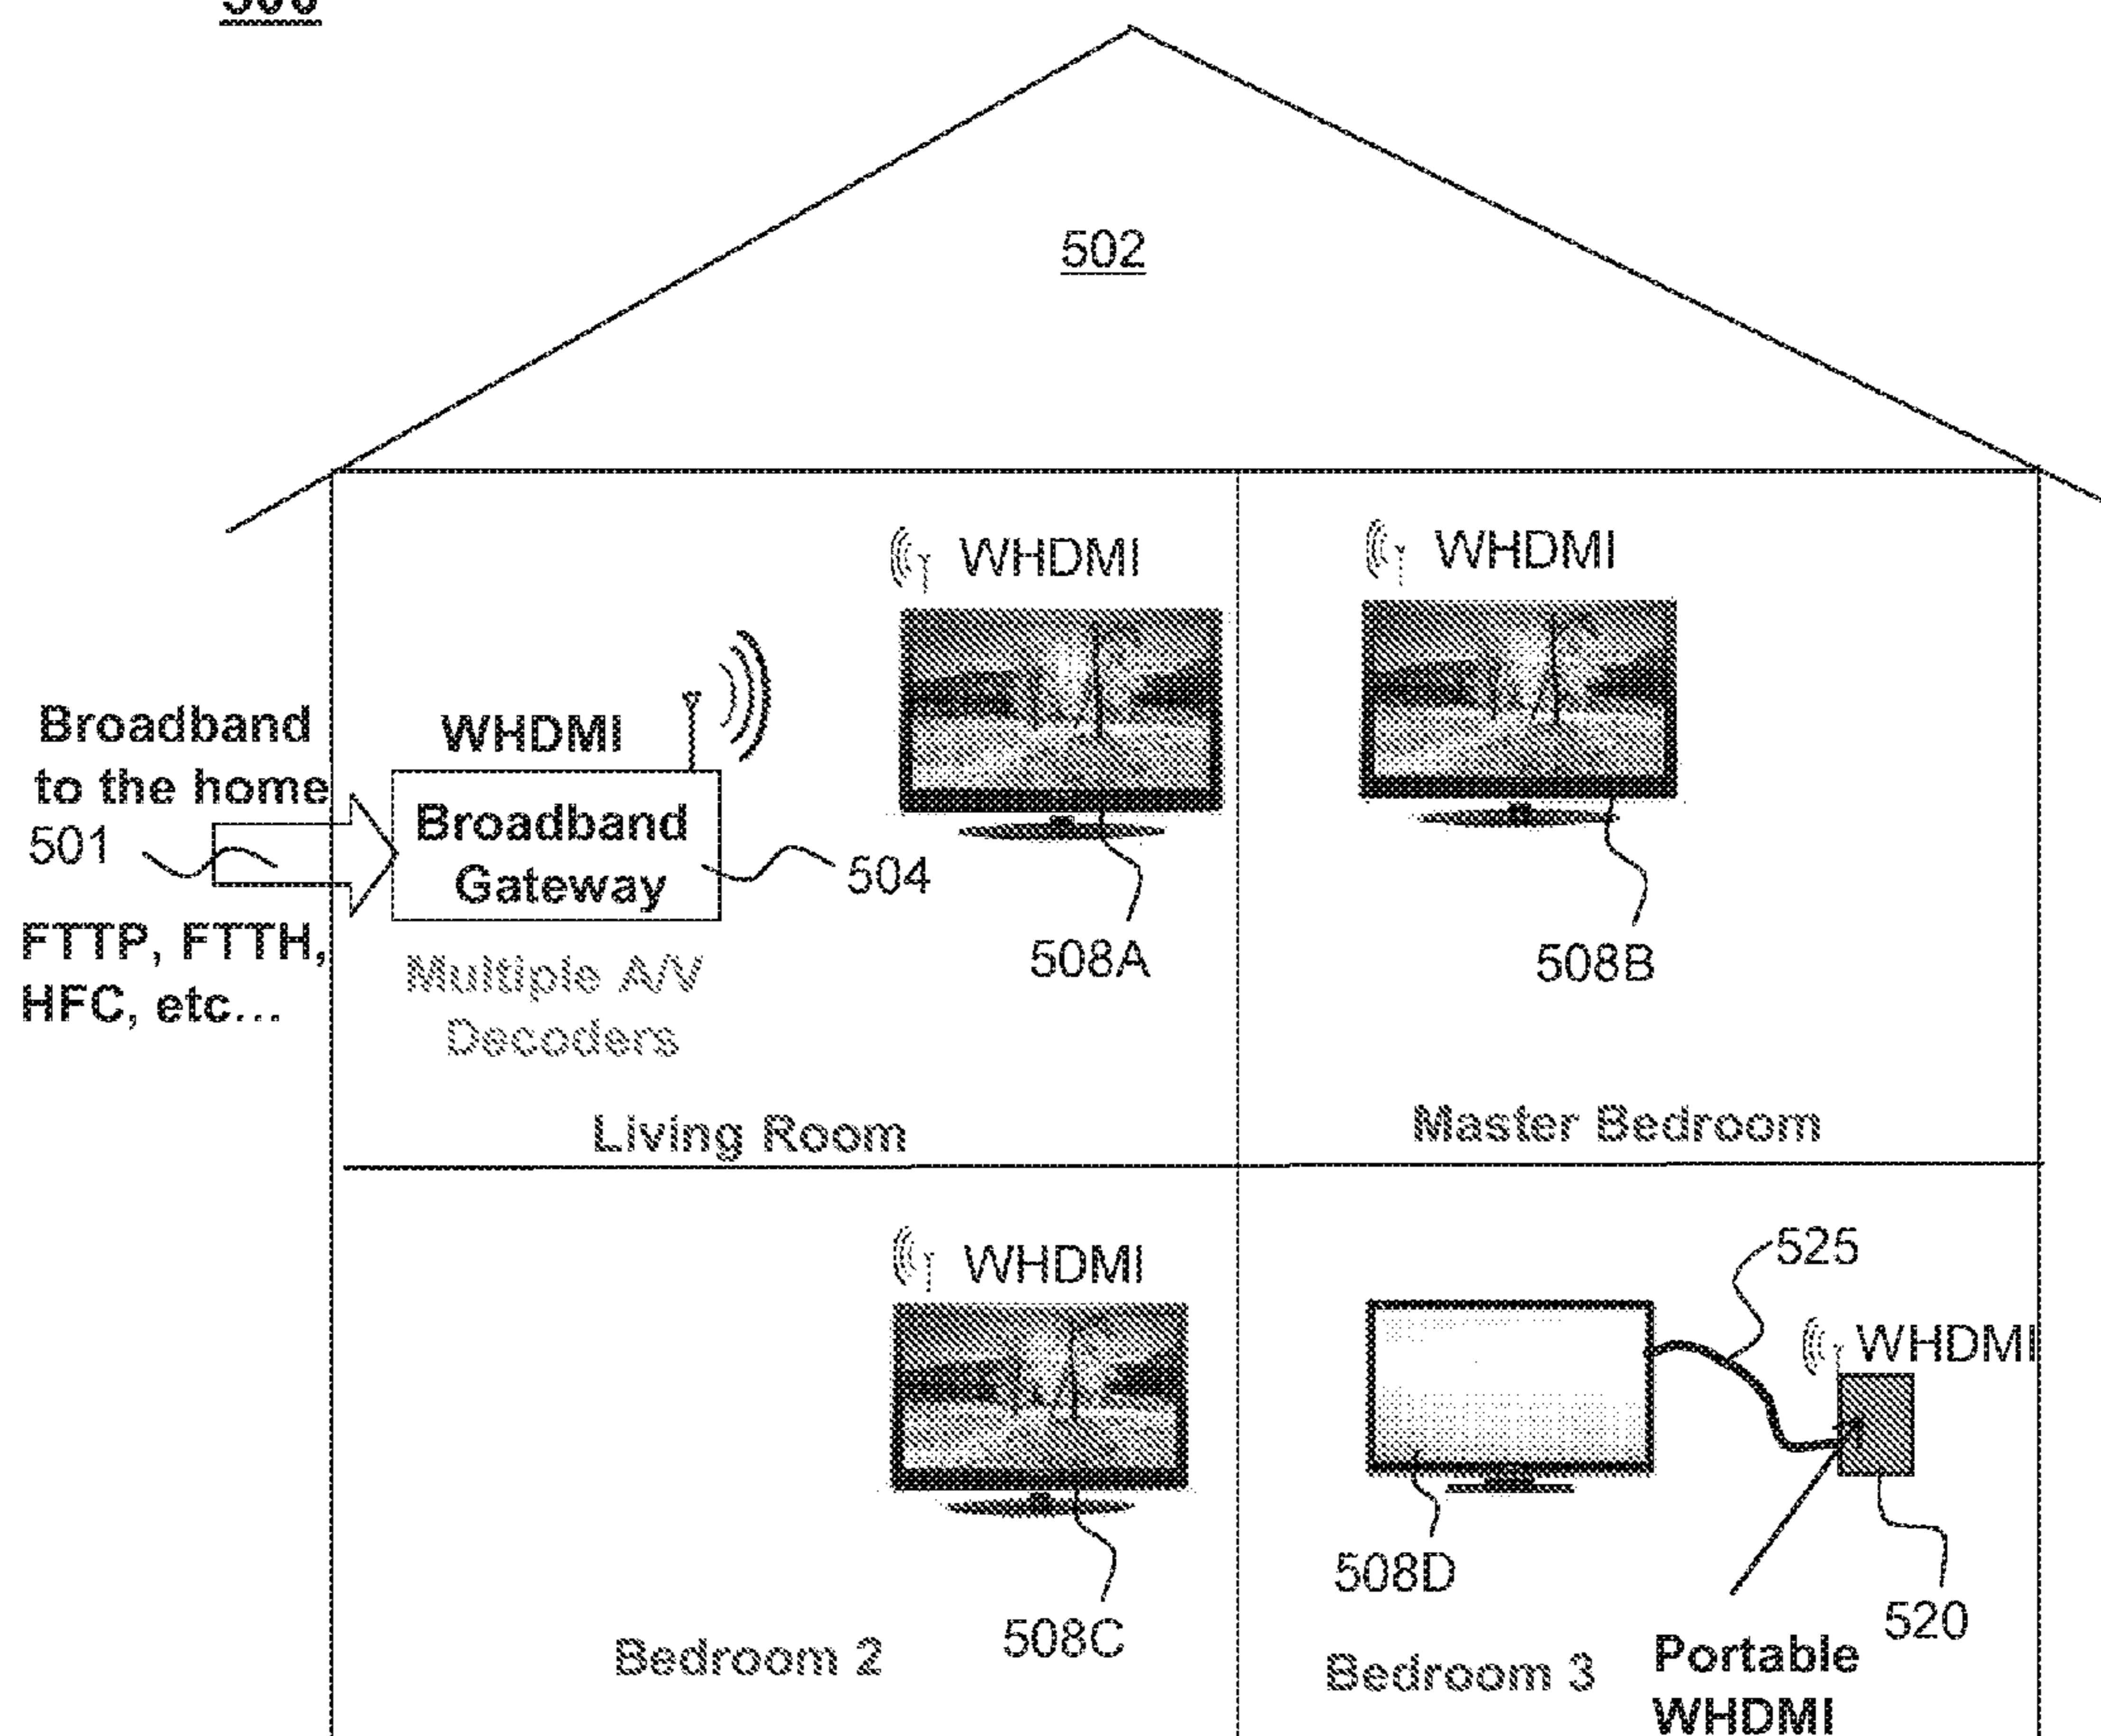 502
WHDMI
WHDMI
Broadband
to the home
501
WHDMI
Broadband
Gateway
504
FTTP, FTTH,
HFC, etc...
Multiple A/V
Decoders
508A
508B
Living Room
Master Bedroom
WHDMI
525
WHDMI
508D
520
508C
Bedroom 2
Bedroom 3
Portable
WHDMI